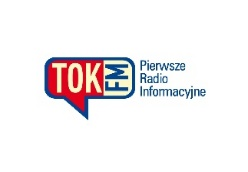 TOK FM
Pierwsze
Radio
Informacyjne